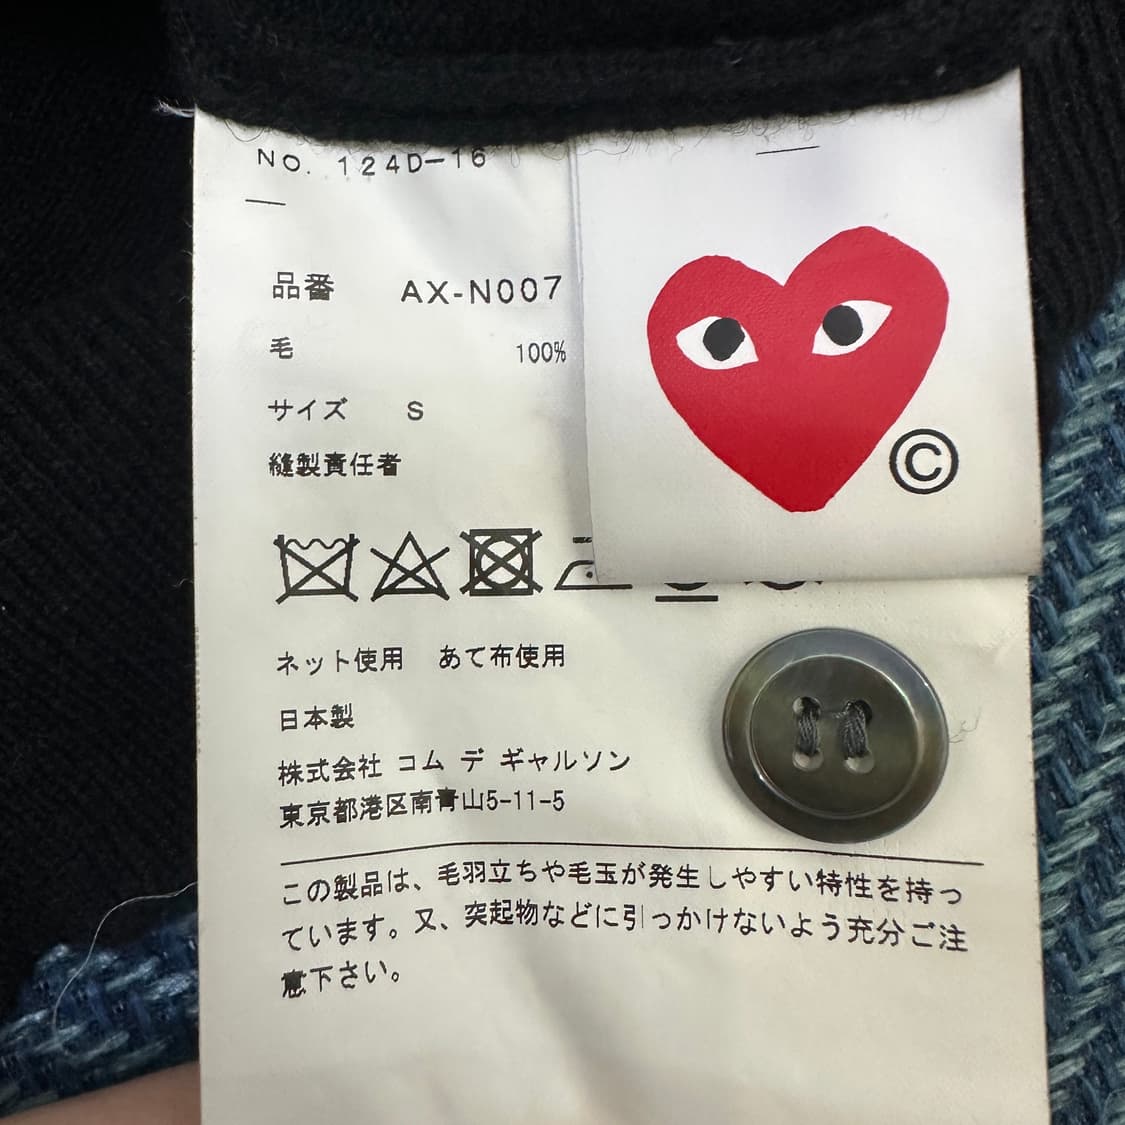 NO. 124D-16
品番 AX-N007
毛 100%
サイズ S
縫製責任者
©
ネット使用 あて布使用
日本製
株式会社 コム デ ギャルソン
東京都港区南青山5-11-5
この製品は、毛羽立ちや毛玉が発生しやすい特性を持っ
ています。又、突起物などに引っかけないよう充分ご注
意下さい。